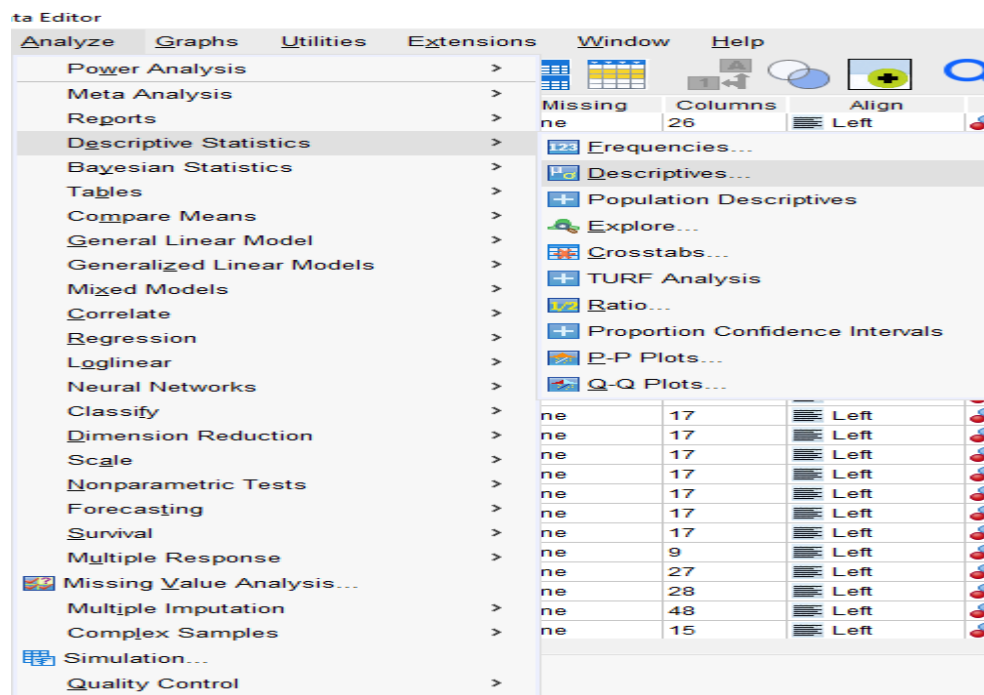 ta Editor
Analyze Graphs Utilities Extensions Window Help
Power Analysis >
Meta Analysis >
Reports >
Descriptive Statistics >
Bayesian Statistics >
Tables >
Compare Means >
General Linear Model >
Generalized Linear Models >
Mixed Models >
Correlate >
Regression >
Loglinear >
Neural Networks >
Classify >
Dimension Reduction >
Scale >
Nonparametric Tests >
Forecasting >
Survival >
Multiple Response >
Missing Value Analysis...
Multiple Imputation >
Complex Samples >
Simulation...
Quality Control >
1 A
Missing Columns Align
ne 26 Left
123 Frequencies...
μσ Descriptives...
Population Descriptives
Explore...
Crosstabs...
TURF Analysis
1/2 Ratio...
Proportion Confidence Intervals
P-P Plots...
Q-Q Plots...
ne 17 Left
ne 17 Left
ne 17 Left
ne 17 Left
ne 17 Left
ne 17 Left
ne 17 Left
ne 9 Left
ne 27 Left
ne 28 Left
ne 48 Left
ne 15 Left